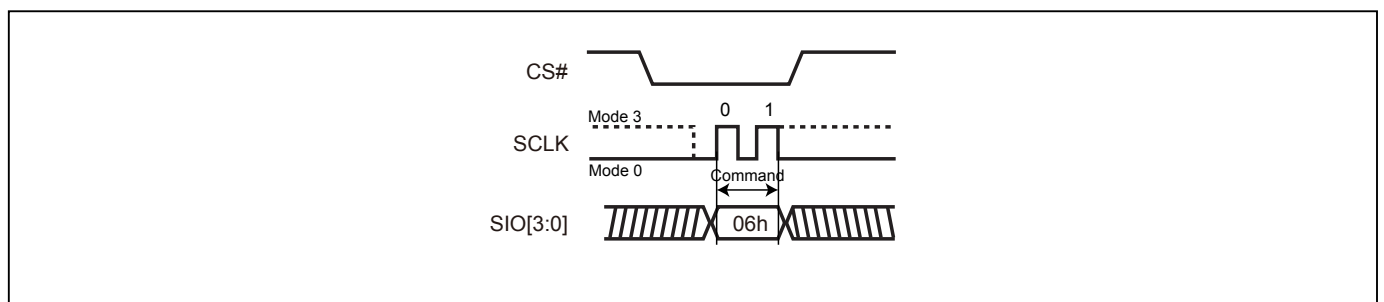 CS#
Mode 3
0 1
SCLK
Mode 0
Command
SIO[3:0]
06h